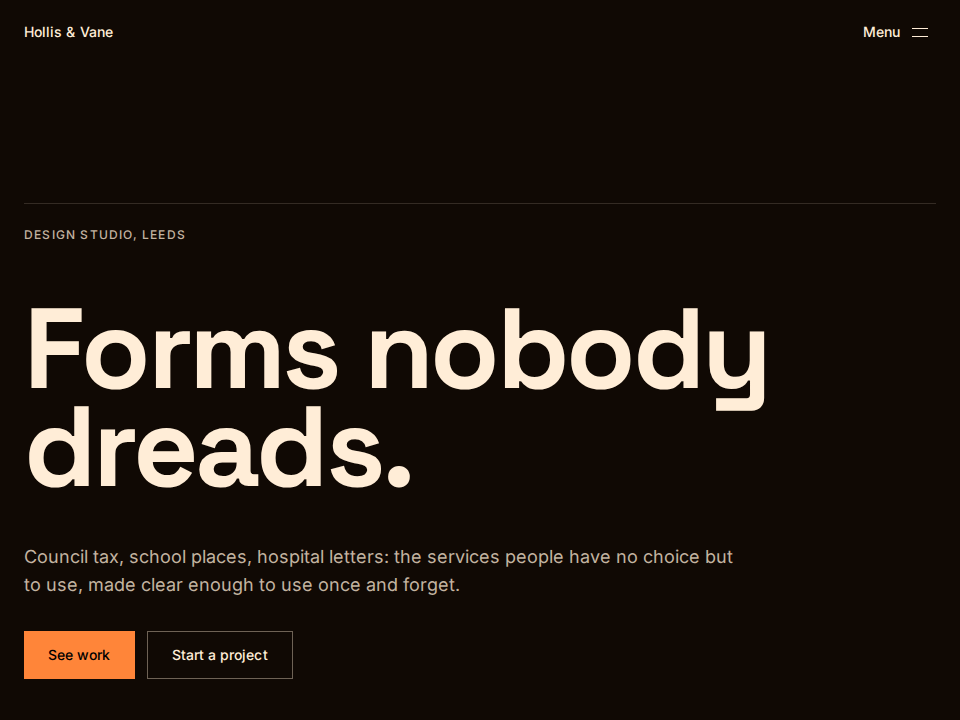 Hollis & Vane
Menu
DESIGN STUDIO, LEEDS
Forms nobody
dreads.
Council tax, school places, hospital letters: the services people have no choice but
to use, made clear enough to use once and forget.
See work
Start a project